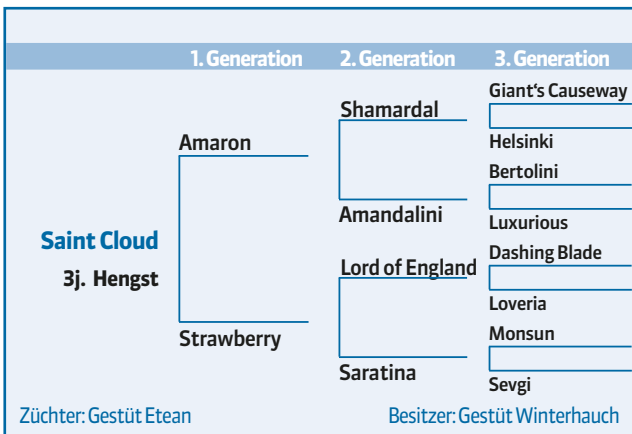 1. Generation 2. Generation 3. Generation
Giant‘s Causeway
Shamardal
Helsinki
Amaron
Bertolini
Amandalini
Luxurious
Saint Cloud
Dashing Blade
Lord of England
3j. Hengst
Loveria
Strawberry
Monsun
Saratina
Sevgi
Züchter: Gestüt Etean Besitzer: Gestüt Winterhauch